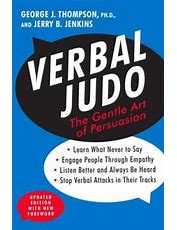 GEORGE J. THOMPSON, PH.D.,
and JERRY B. JENKINS
VERBAL
JUDO
The Gentle Art
of Persuasion
• Learn What Never to Say
• Engage People Through Empathy
• Listen Better and Always Be Heard
• Stop Verbal Attacks in Their Tracks
UPDATED
EDITION
WITH NEW
FOREWORD